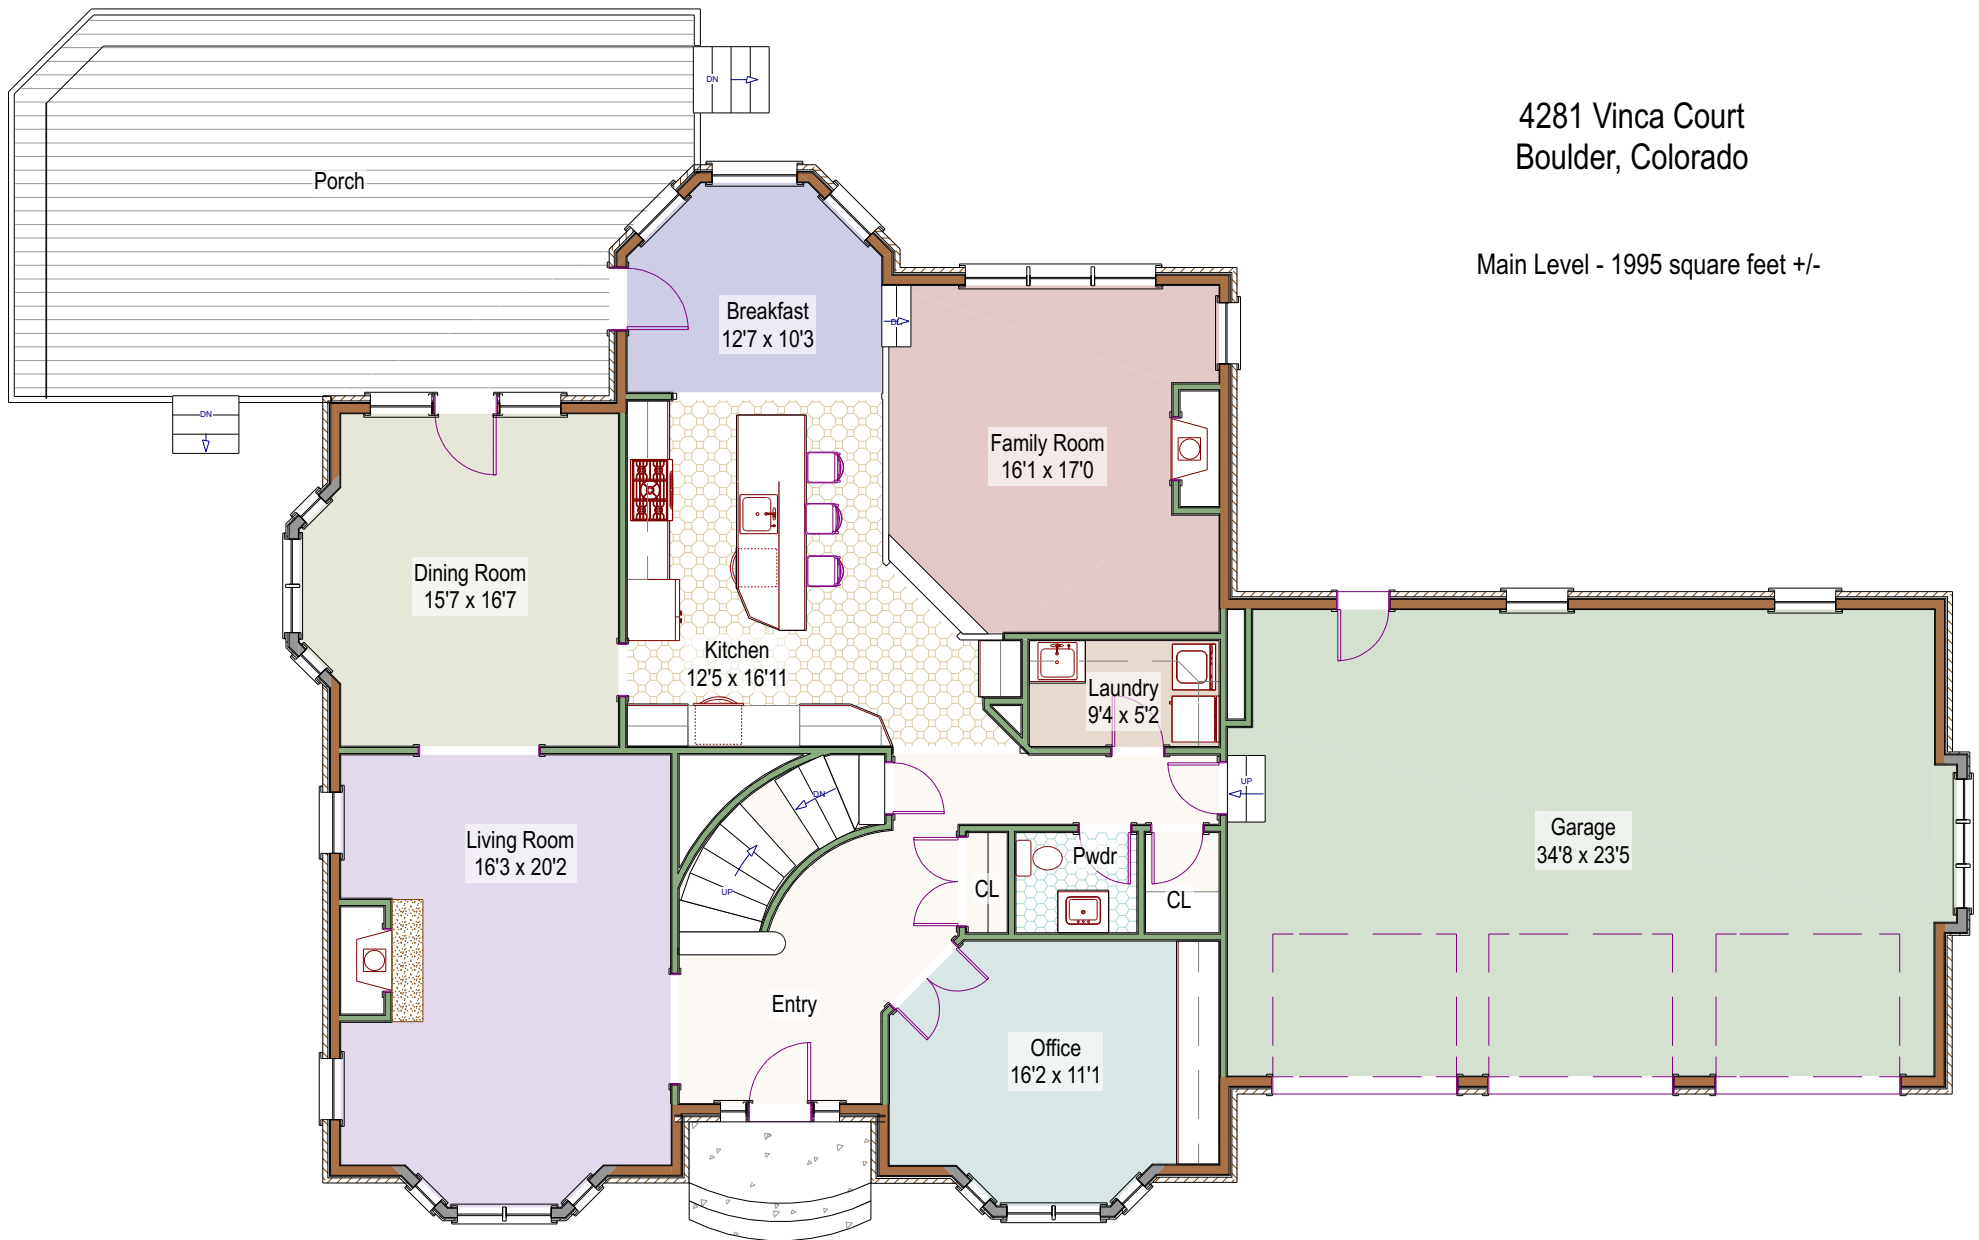 DN
4281 Vinca Court
Boulder, Colorado
Porch
Main Level - 1995 square feet +/-
Breakfast
12'7 x 10'3
DN
Family Room
16'1 x 17'0
Dining Room
15'7 x 16'7
Kitchen
12'5 x 16'11
Laundry
9'4 x 5'2
UP
DN
Living Room
16'3 x 20'2
Garage
34'8 x 23'5
Pwdr
UP
CL
CL
Entry
Office
16'2 x 11'1